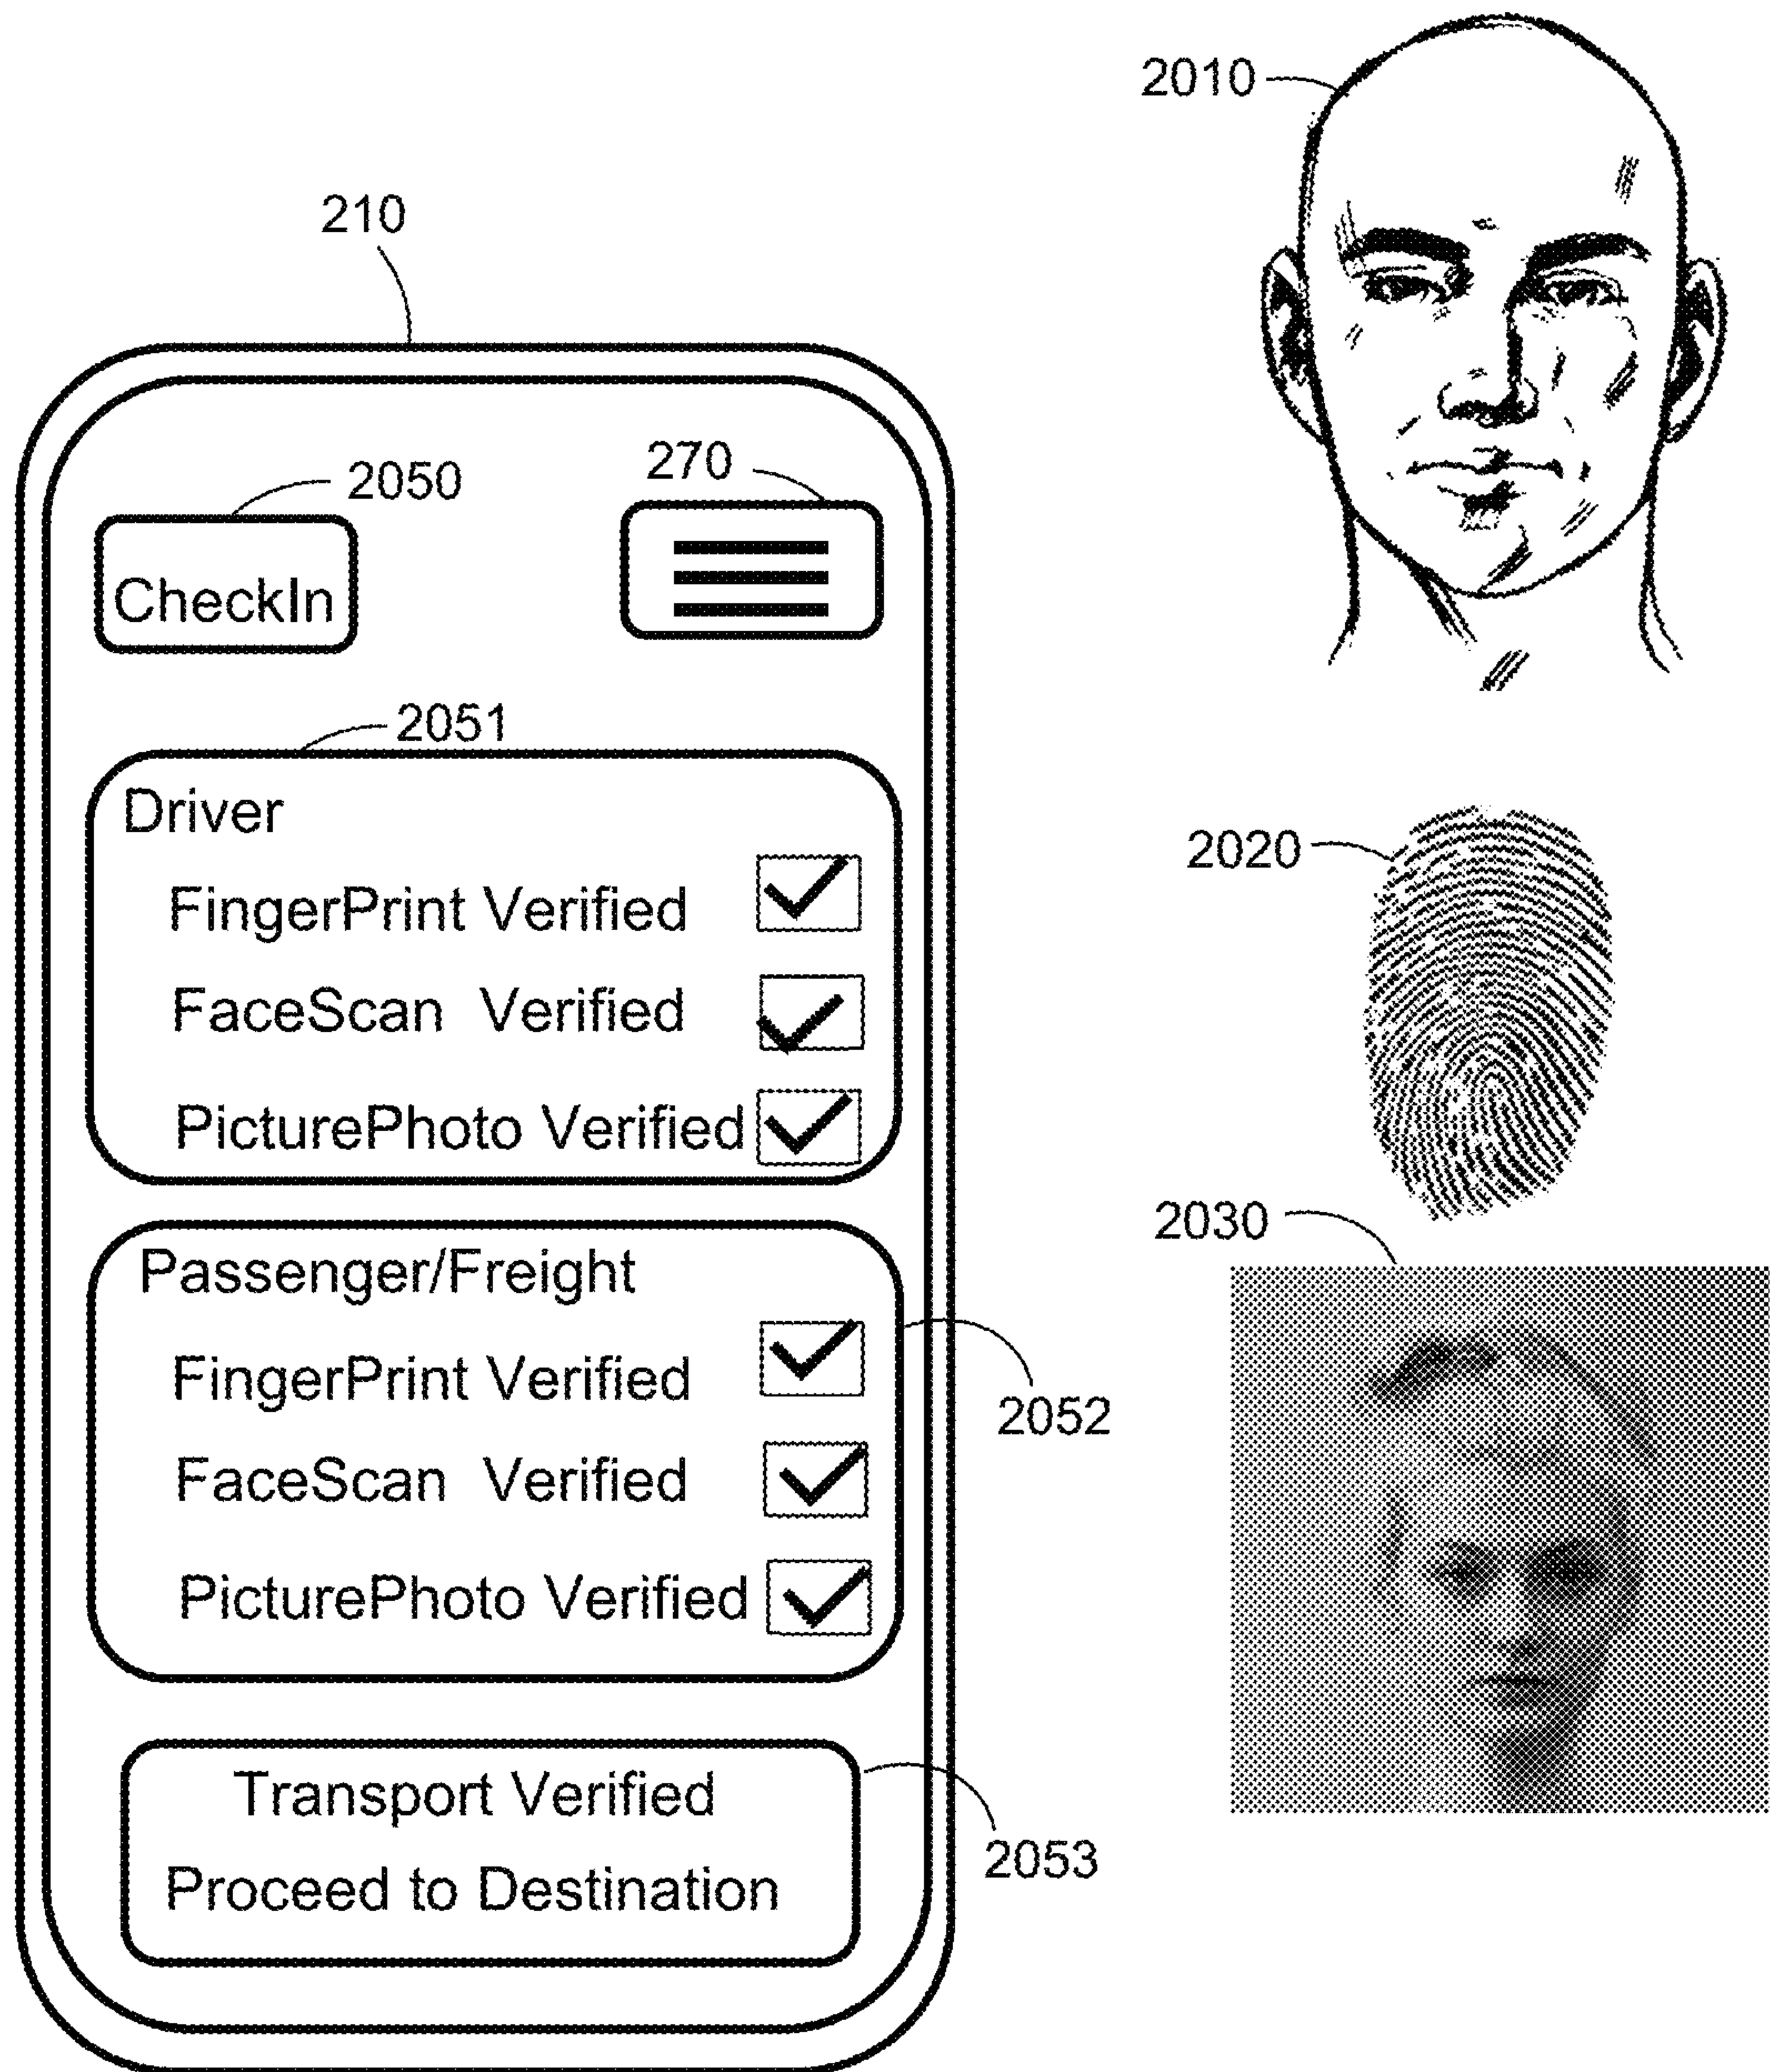 2010
210
2050
270
CheckIn
2051
Driver
FingerPrint Verified
FaceScan Verified
PicturePhoto Verified
2020
2030
Passenger/Freight
FingerPrint Verified
FaceScan Verified
PicturePhoto Verified
2052
Transport Verified
Proceed to Destination
2053